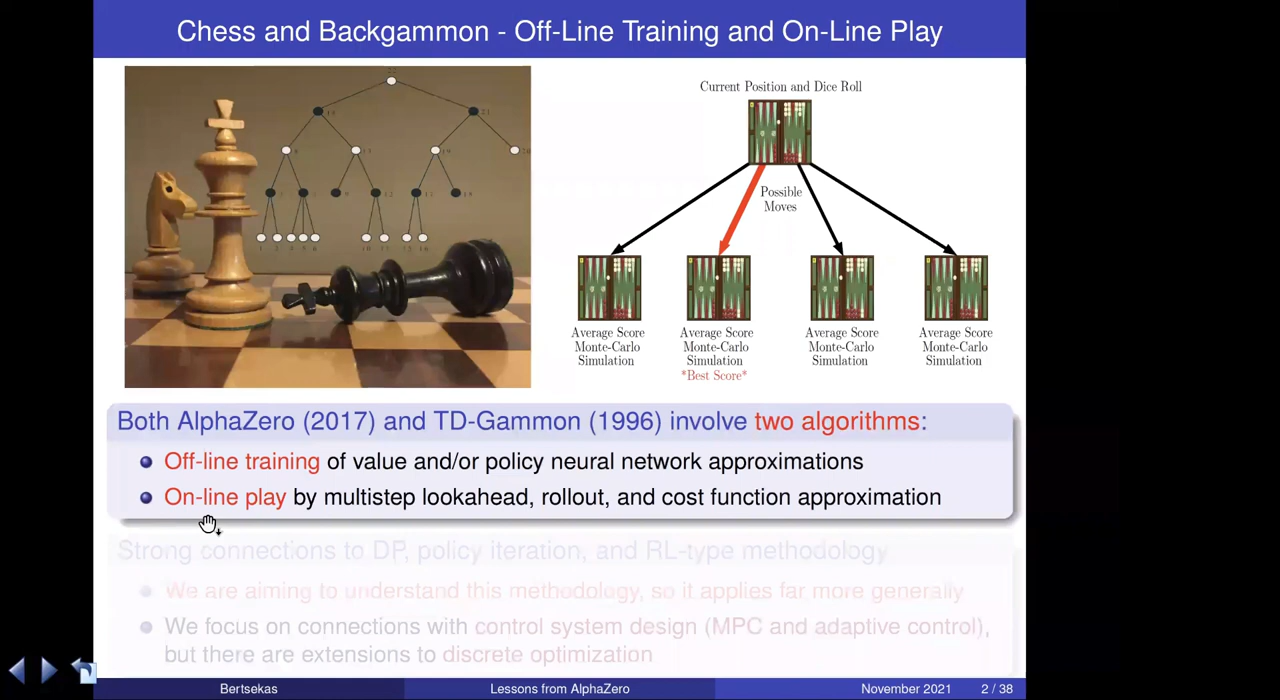 Chess and Backgammon - Off-Line Training and On-Line Play
Current Position and Dice Roll
Possible
Moves
Average Score
Monte-Carlo
Simulation
Average Score
Monte-Carlo
Simulation
*Best Score*
Average Score
Monte-Carlo
Simulation
Average Score
Monte-Carlo
Simulation
Both AlphaZero (2017) and TD-Gammon (1996) involve two algorithms:
Off-line training of value and/or policy neural network approximations
On-line play by multistep lookahead, rollout, and cost function approximation
Strong connections to DP, policy iteration, and RL-type methodology
We are aiming to understand this methodology, so it applies far more generally
We focus on connections with control system design (MPC and adaptive control),
but there are extensions to discrete optimization
Bertsekas
Lessons from AlphaZero
November 2021
2 / 38